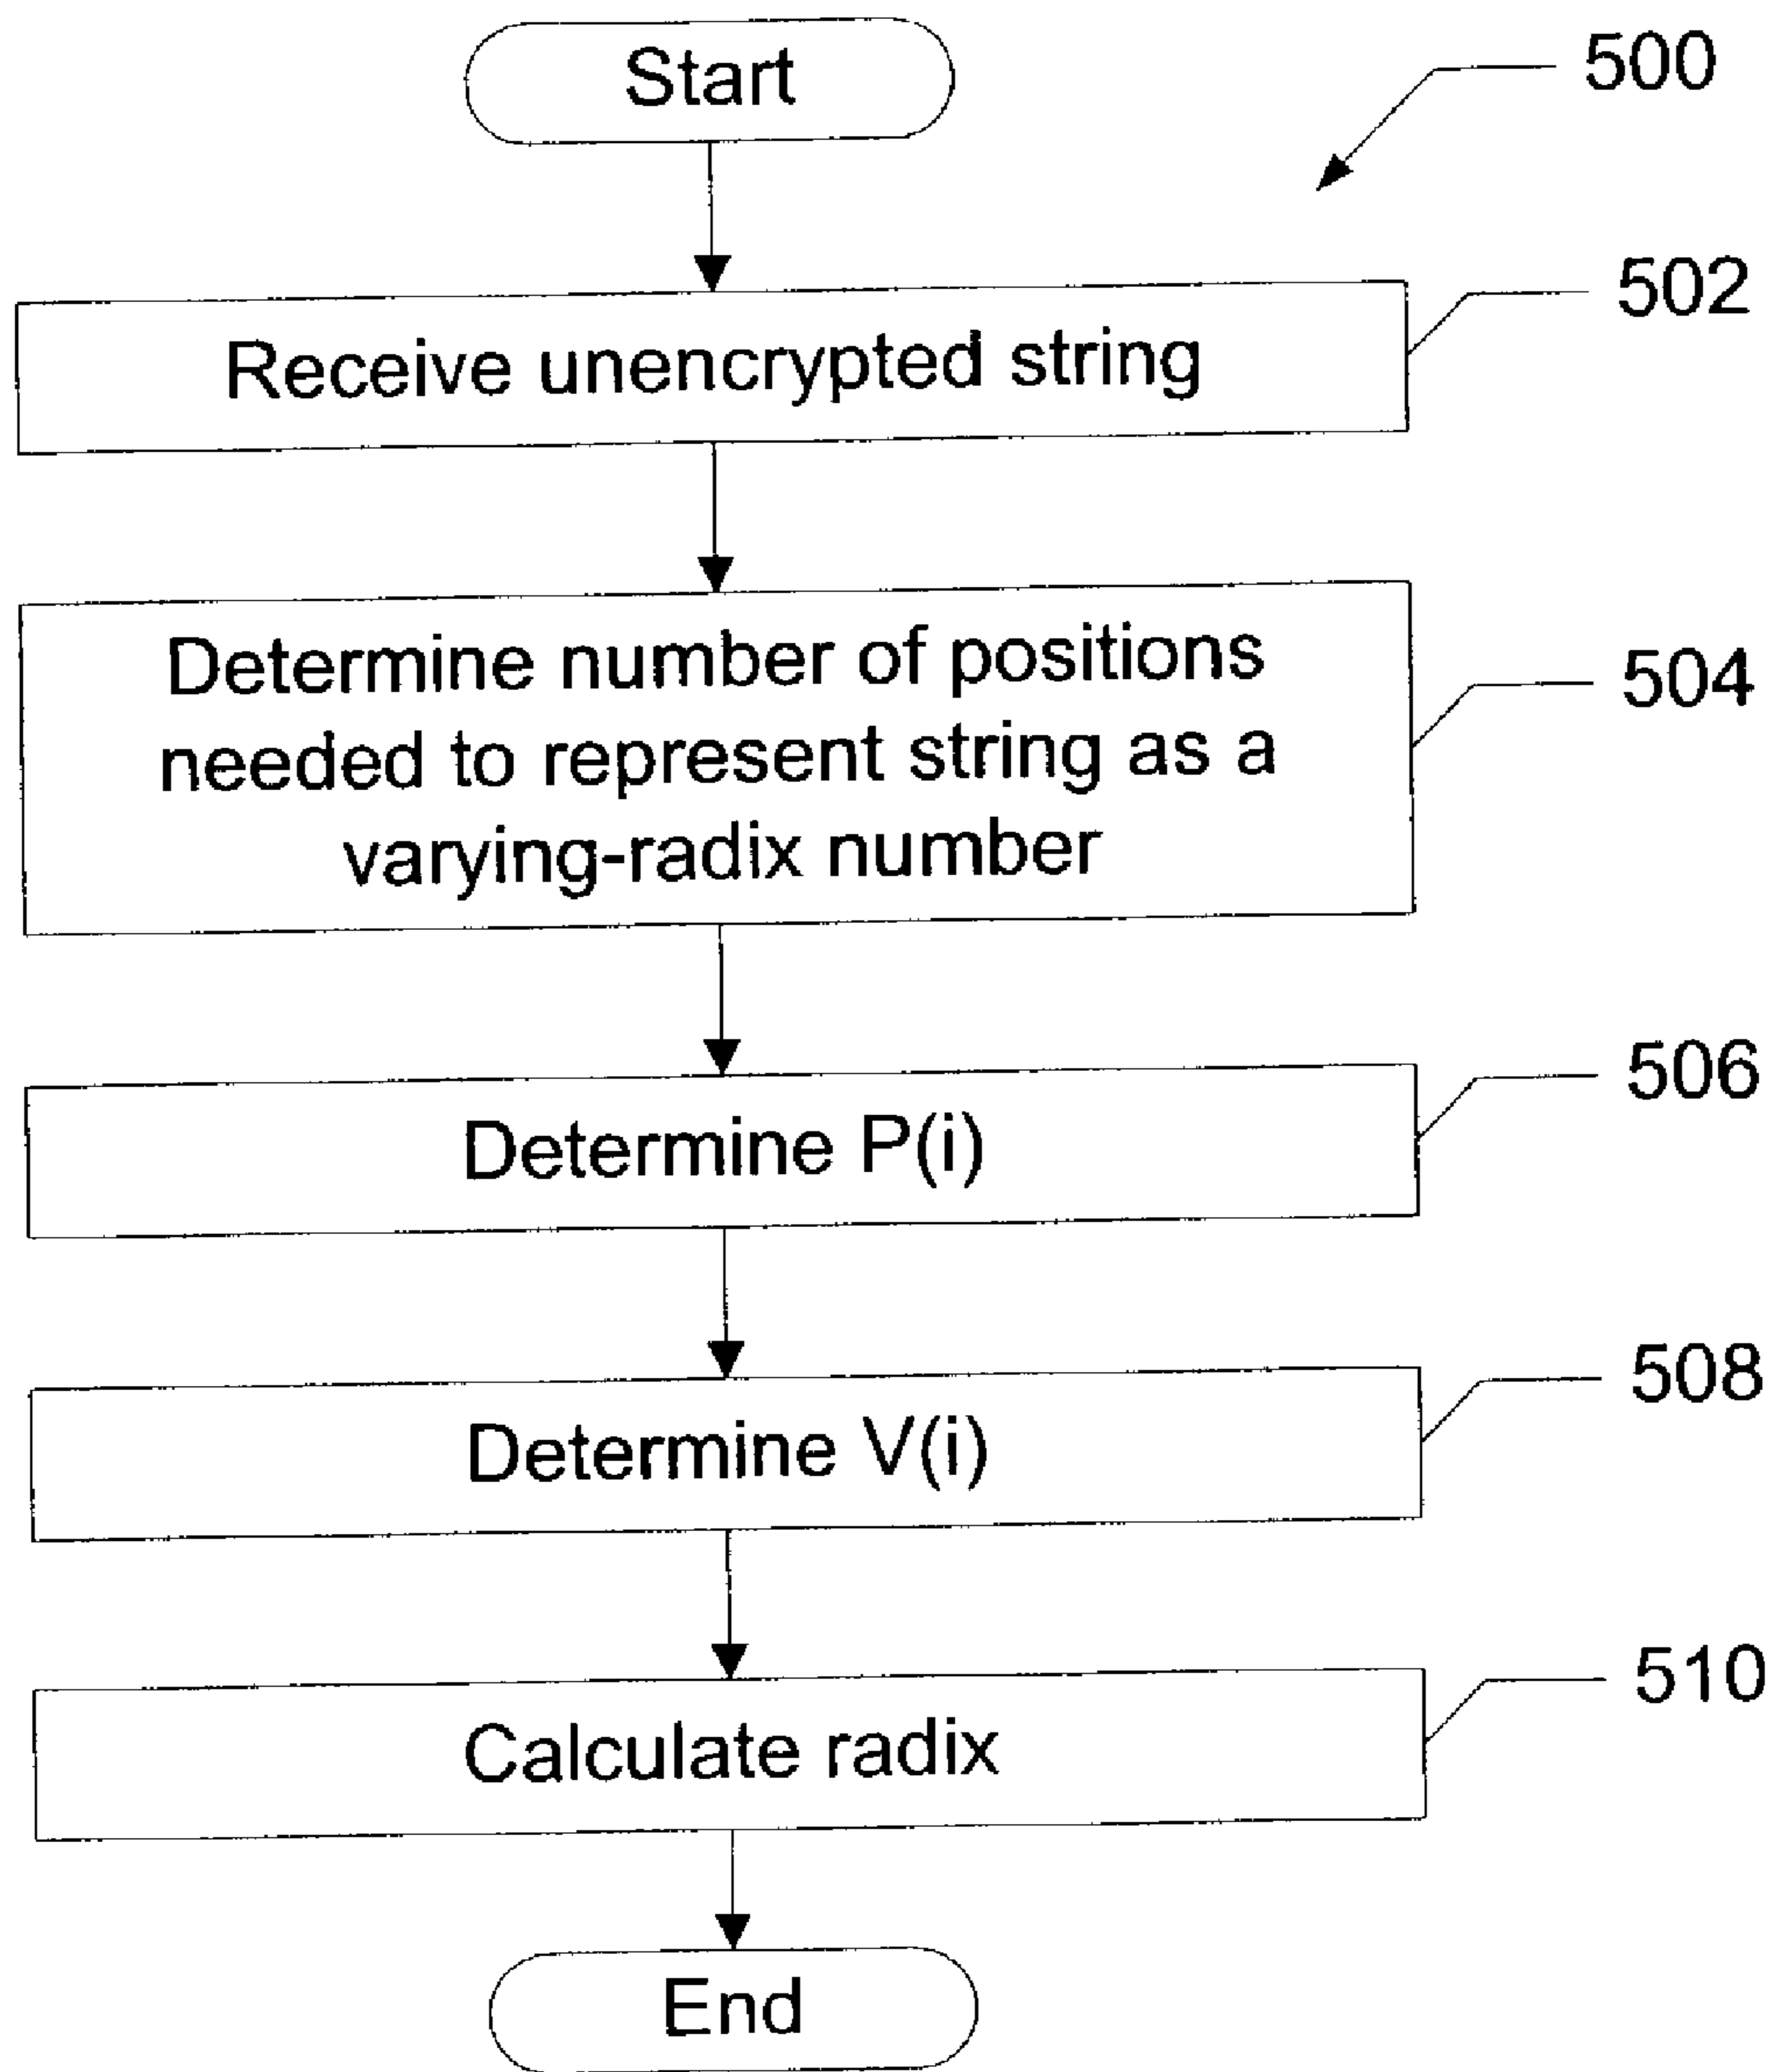 Start
500
502
Receive unencrypted string
504
Determine number of positions
needed to represent string as a
varying-radix number
506
Determine P(i)
508
Determine V(i)
510
Calculate radix
End